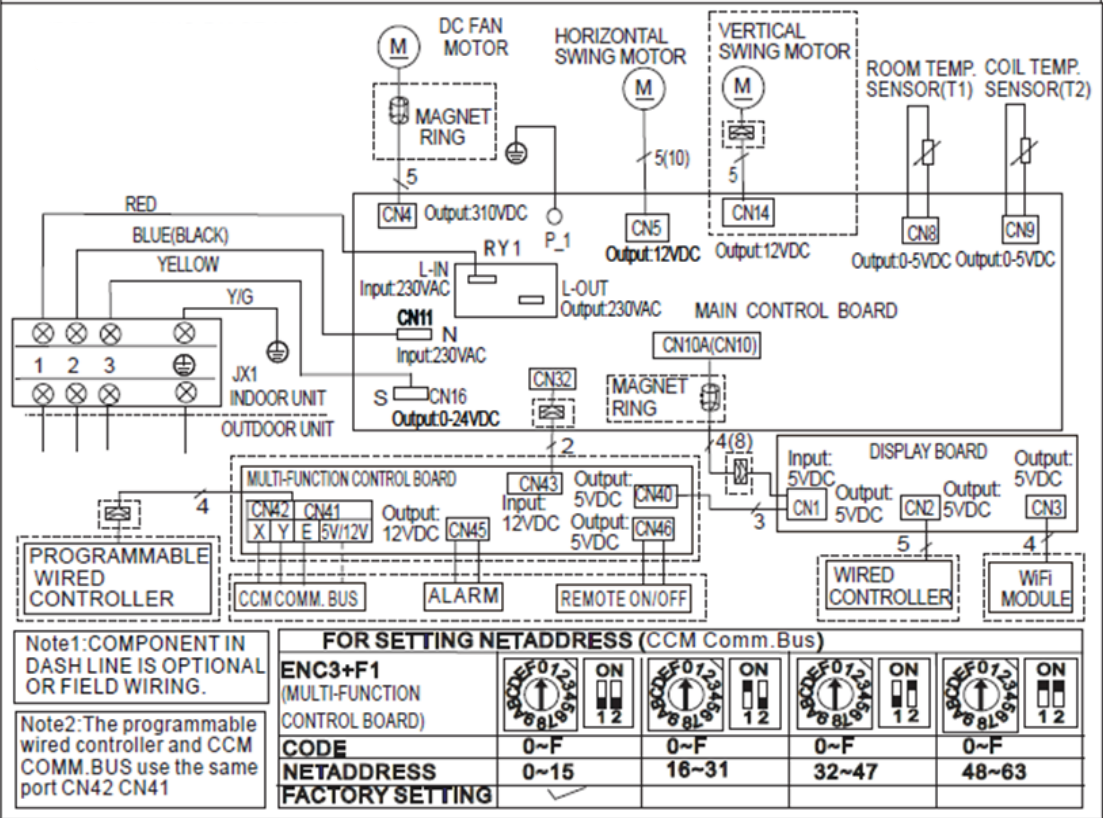 DC FAN
MOTOR
M
MAGNET
RING
5
HORIZONTAL
SWING MOTOR
M
5(10)
VERTICAL
SWING MOTOR
M
5
ROOM TEMP.
SENSOR(T1)
COIL TEMP.
SENSOR(T2)
RED
BLUE(BLACK)
YELLOW
Y/G
CN4
Output:310VDC
P_1
CN5
Output:12VDC
CN14
Output:12VDC
CN8
Output:0-5VDC
CN9
Output:0-5VDC
RY1
L-IN
Input:230VAC
L-OUT
Output:230VAC
CN11
N
Input:230VAC
S
CN16
Output:0-24VDC
MAIN CONTROL BOARD
CN10A(CN10)
CN32
MAGNET
RING
1 2 3
JX1
INDOOR UNIT
OUTDOOR UNIT
2
4(8)
MULTI-FUNCTION CONTROL BOARD
4
CN42 CN41
X Y E 5V/12V
Output:
12VDC
CN45
CN43
Input:
12VDC
Output:
5VDC
CN40
Output:
5VDC
CN46
3
DISPLAY BOARD
Input:
5VDC
CN1
Output:
5VDC
CN2
Output:
5VDC
Output:
5VDC
CN3
5
4
PROGRAMMABLE
WIRED
CONTROLLER
CCM COMM. BUS
ALARM
REMOTE ON/OFF
WIRED
CONTROLLER
WiFi
MODULE
Note1:COMPONENT IN
DASH LINE IS OPTIONAL
OR FIELD WIRING.
Note2:The programmable
wired controller and CCM
COMM.BUS use the same
port CN42 CN41
FOR SETTING NETADDRESS (CCM Comm.Bus)
ENC3+F1
(MULTI-FUNCTION
CONTROL BOARD)
0123456789ABCDEF
ON
1 2
0123456789ABCDEF
ON
1 2
0123456789ABCDEF
ON
1 2
0123456789ABCDEF
ON
1 2
CODE 0~F 0~F 0~F 0~F
NETADDRESS 0~15 16~31 32~47 48~63
FACTORY SETTING